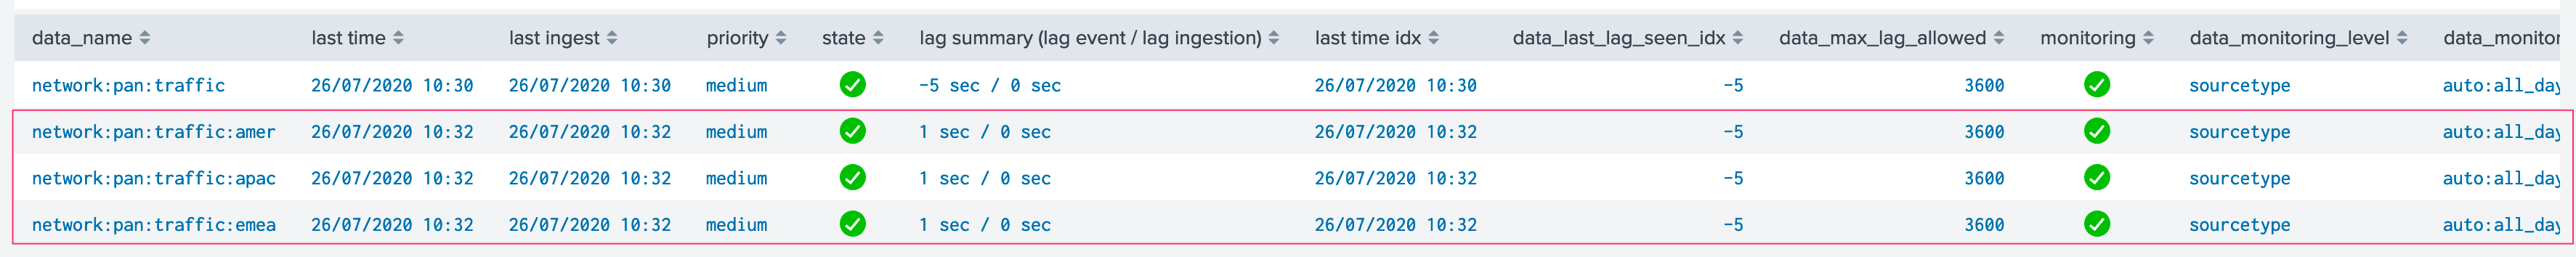 data_name last time last ingest priority state lag summary (lag event / lag ingestion) last time idx data_last_lag_seen_idx data_max_lag_allowed monitoring data_monitoring_level data_monitor
network:pan:traffic 26/07/2020 10:30 26/07/2020 10:30 medium -5 sec / 0 sec 26/07/2020 10:30 -5 3600 sourcetype auto:all_day
network:pan:traffic:amer 26/07/2020 10:32 26/07/2020 10:32 medium 1 sec / 0 sec 26/07/2020 10:32 -5 3600 sourcetype auto:all_day
network:pan:traffic:apac 26/07/2020 10:32 26/07/2020 10:32 medium 1 sec / 0 sec 26/07/2020 10:32 -5 3600 sourcetype auto:all_day
network:pan:traffic:emea 26/07/2020 10:32 26/07/2020 10:32 medium 1 sec / 0 sec 26/07/2020 10:32 -5 3600 sourcetype auto:all_day